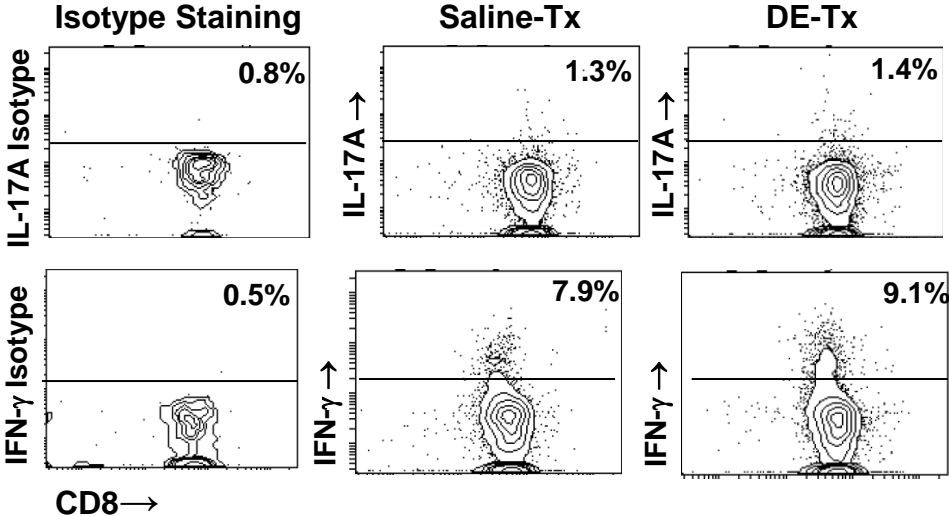 Isotype Staining
Saline-Tx
DE-Tx
IL-17A Isotype
0.8%
IL-17A →
1.3%
IL-17A →
1.4%
IFN-γ Isotype
0.5%
IFN-γ →
7.9%
IFN-γ →
9.1%
CD8→